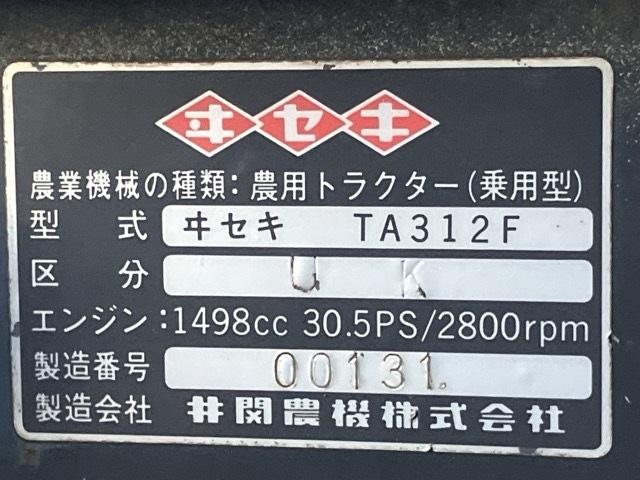 ヰセキ
農業機械の種類:農用トラクター(乗用型)
型式 ヰセキ TA312F
区分 U K
エンジン:1498cc 30.5PS/2800rpm
製造番号 00131
製造会社 井関農機株式会社